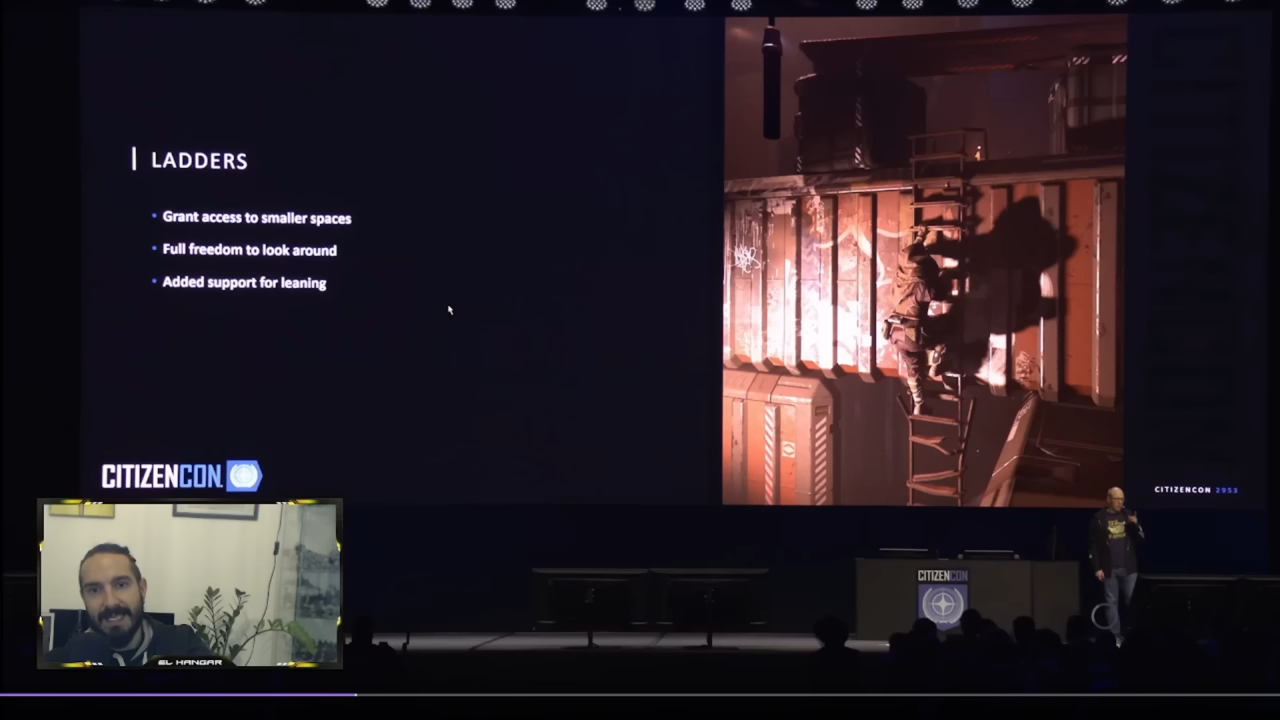 LADDERS
• Grant access to smaller spaces
• Full freedom to look around
• Added support for leaning
CITIZENCON
CITIZENCON 2953
CITIZENCON
EL HANGAR